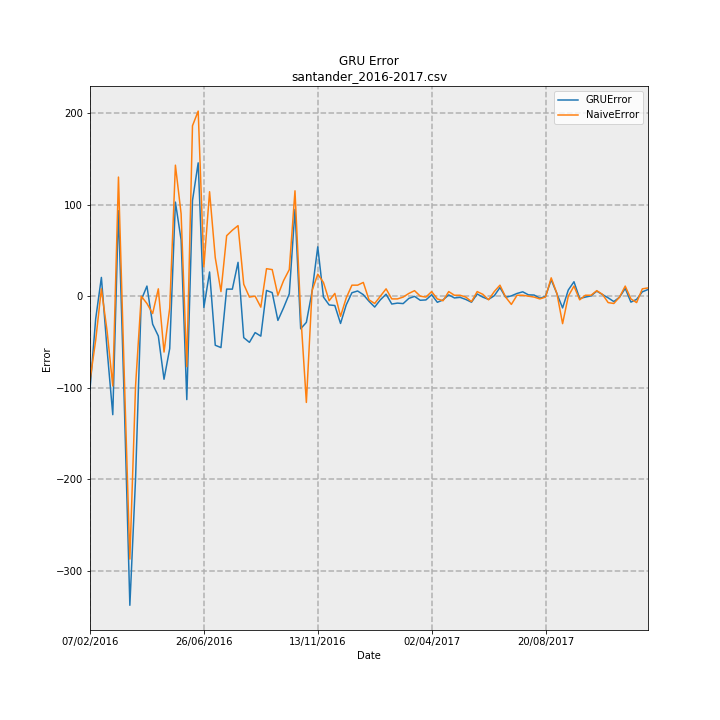 GRU Error
santander_2016-2017.csv
GRUError
NaiveError
200
100
0
−100
−200
−300
Error
07/02/2016
26/06/2016
13/11/2016
02/04/2017
20/08/2017
Date